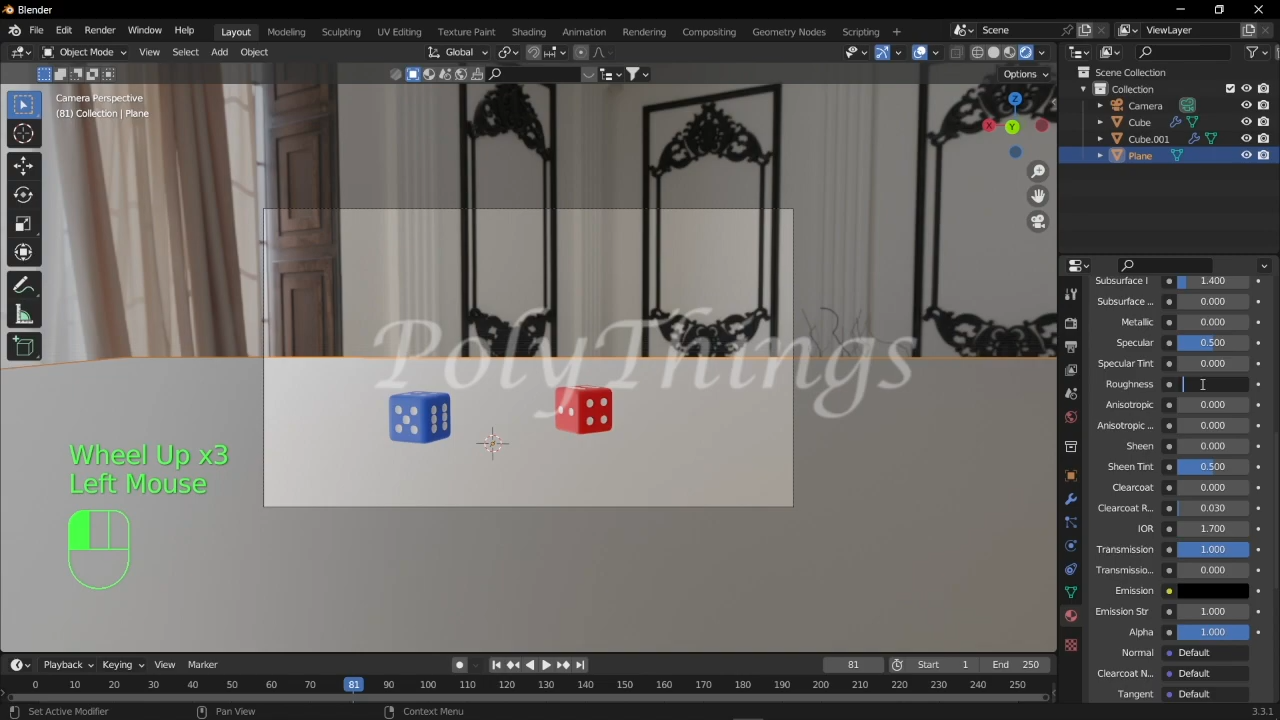 Blender
File Edit Render Window Help
Layout Modeling Sculpting UV Editing Texture Paint Shading Animation Rendering Compositing Geometry Nodes Scripting +
Scene
ViewLayer
Object Mode View Select Add Object
Global
Options
Camera Perspective
(81) Collection | Plane
Z
X
Y
Scene Collection
Collection
Camera
Cube
Cube.001
Plane
Subsurface I 1.400
Subsurface ... 0.000
Metallic 0.000
Specular 0.500
Specular Tint 0.000
Roughness
Anisotropic 0.000
Anisotropic ... 0.000
Sheen 0.000
Sheen Tint 0.500
Clearcoat 0.000
Clearcoat R... 0.030
IOR 1.700
Transmission 1.000
Transmissio... 0.000
Emission
Emission Str 1.000
Alpha 1.000
Normal Default
Clearcoat N... Default
Tangent Default
PolyThings
Wheel Up x3
Left Mouse
Playback Keying View Marker
81 Start 1 End 250
0 10 20 30 40 50 60 70 81 90 100 110 120 130 140 150 160 170 180 190 200 210 220 230 240 250
Set Active Modifier Pan View Context Menu
3.3.1